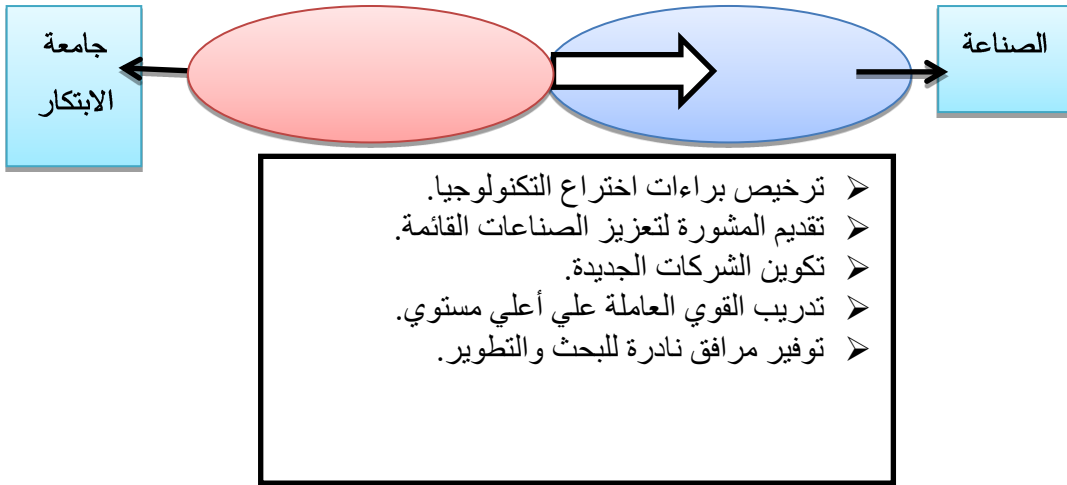 الصناعة
جامعة
الابتكار
ترخيص براءات اختراع التكنولوجيا.
تقديم المشورة لتعزيز الصناعات القائمة.
تكوين الشركات الجديدة.
تدريب القوي العاملة علي أعلي مستوي.
توفير مرافق نادرة للبحث والتطوير.